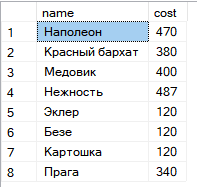 name cost
1 Наполеон 470
2 Красный бархат 380
3 Медовик 400
4 Нежность 487
5 Эклер 120
6 Безе 120
7 Картошка 120
8 Прага 340